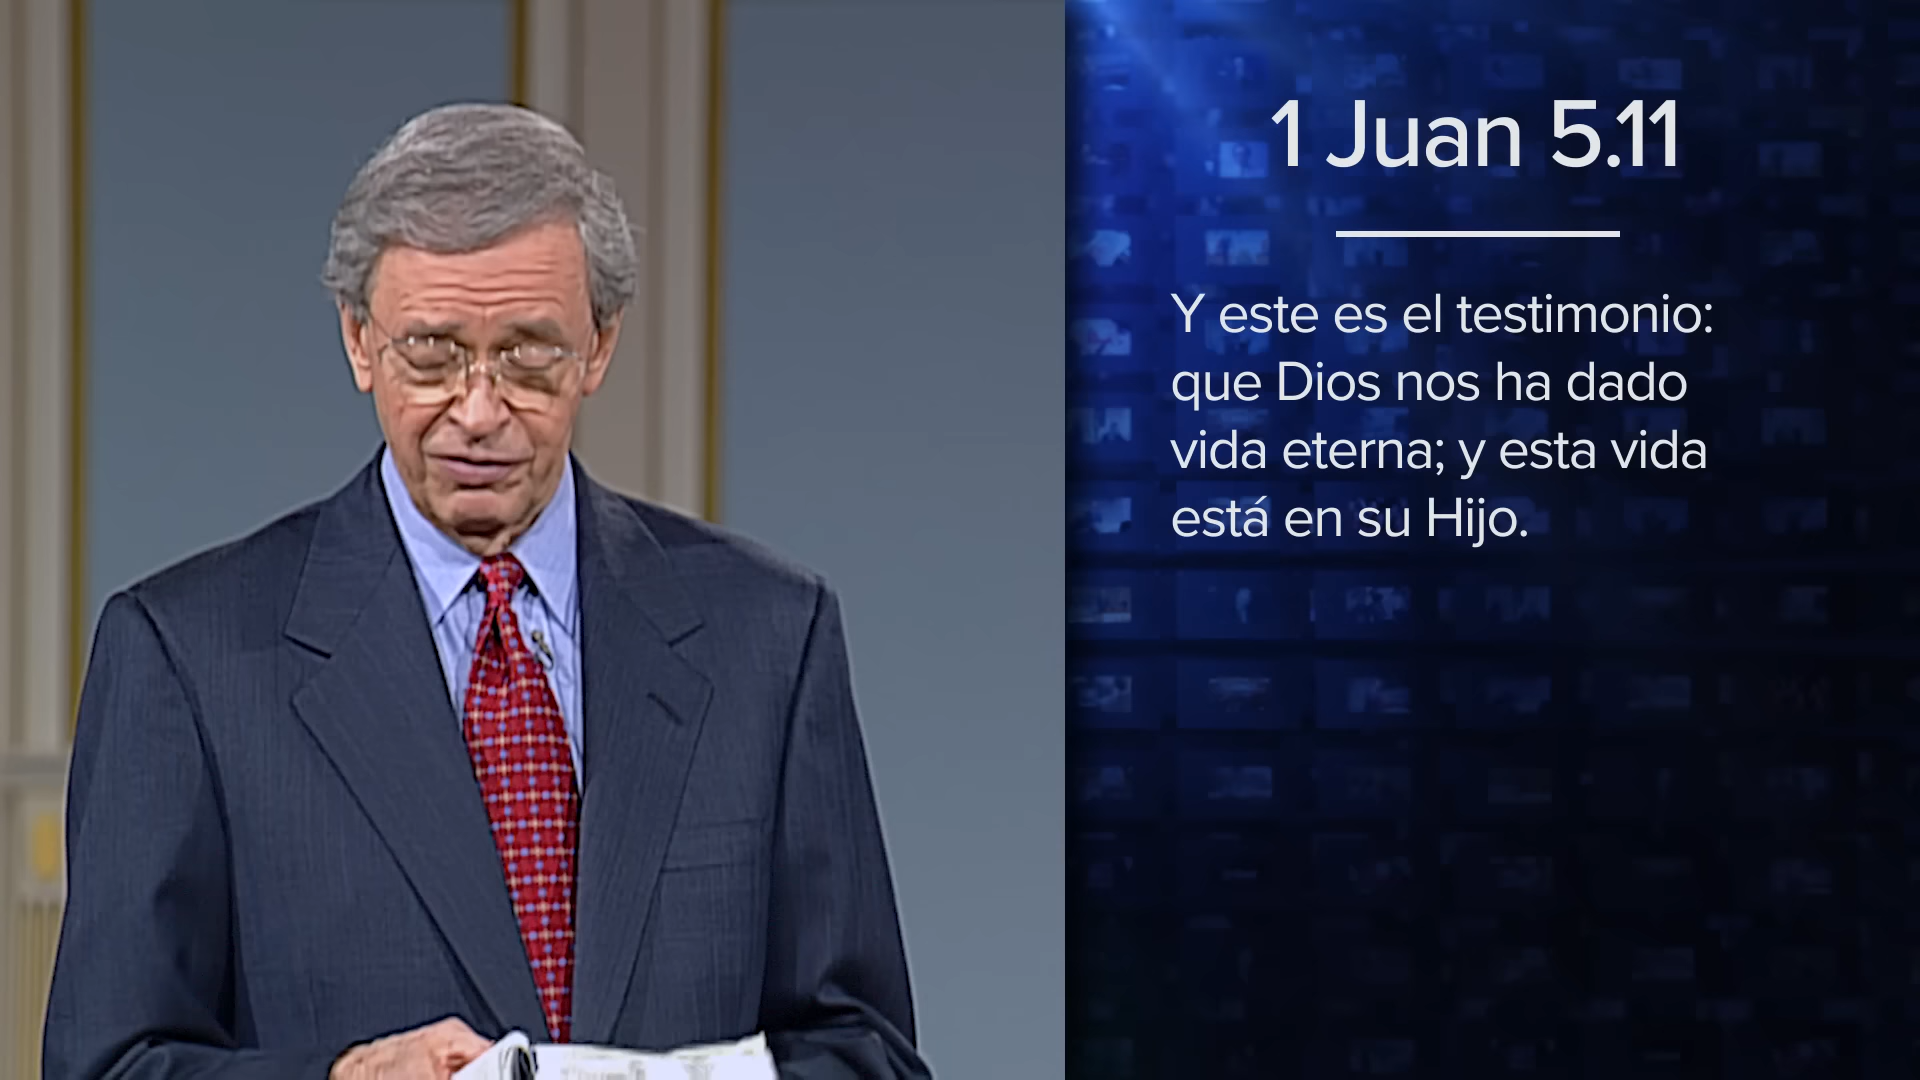 1 Juan 5.11
Y este es el testimonio:
que Dios nos ha dado
vida eterna; y esta vida
está en su Hijo.